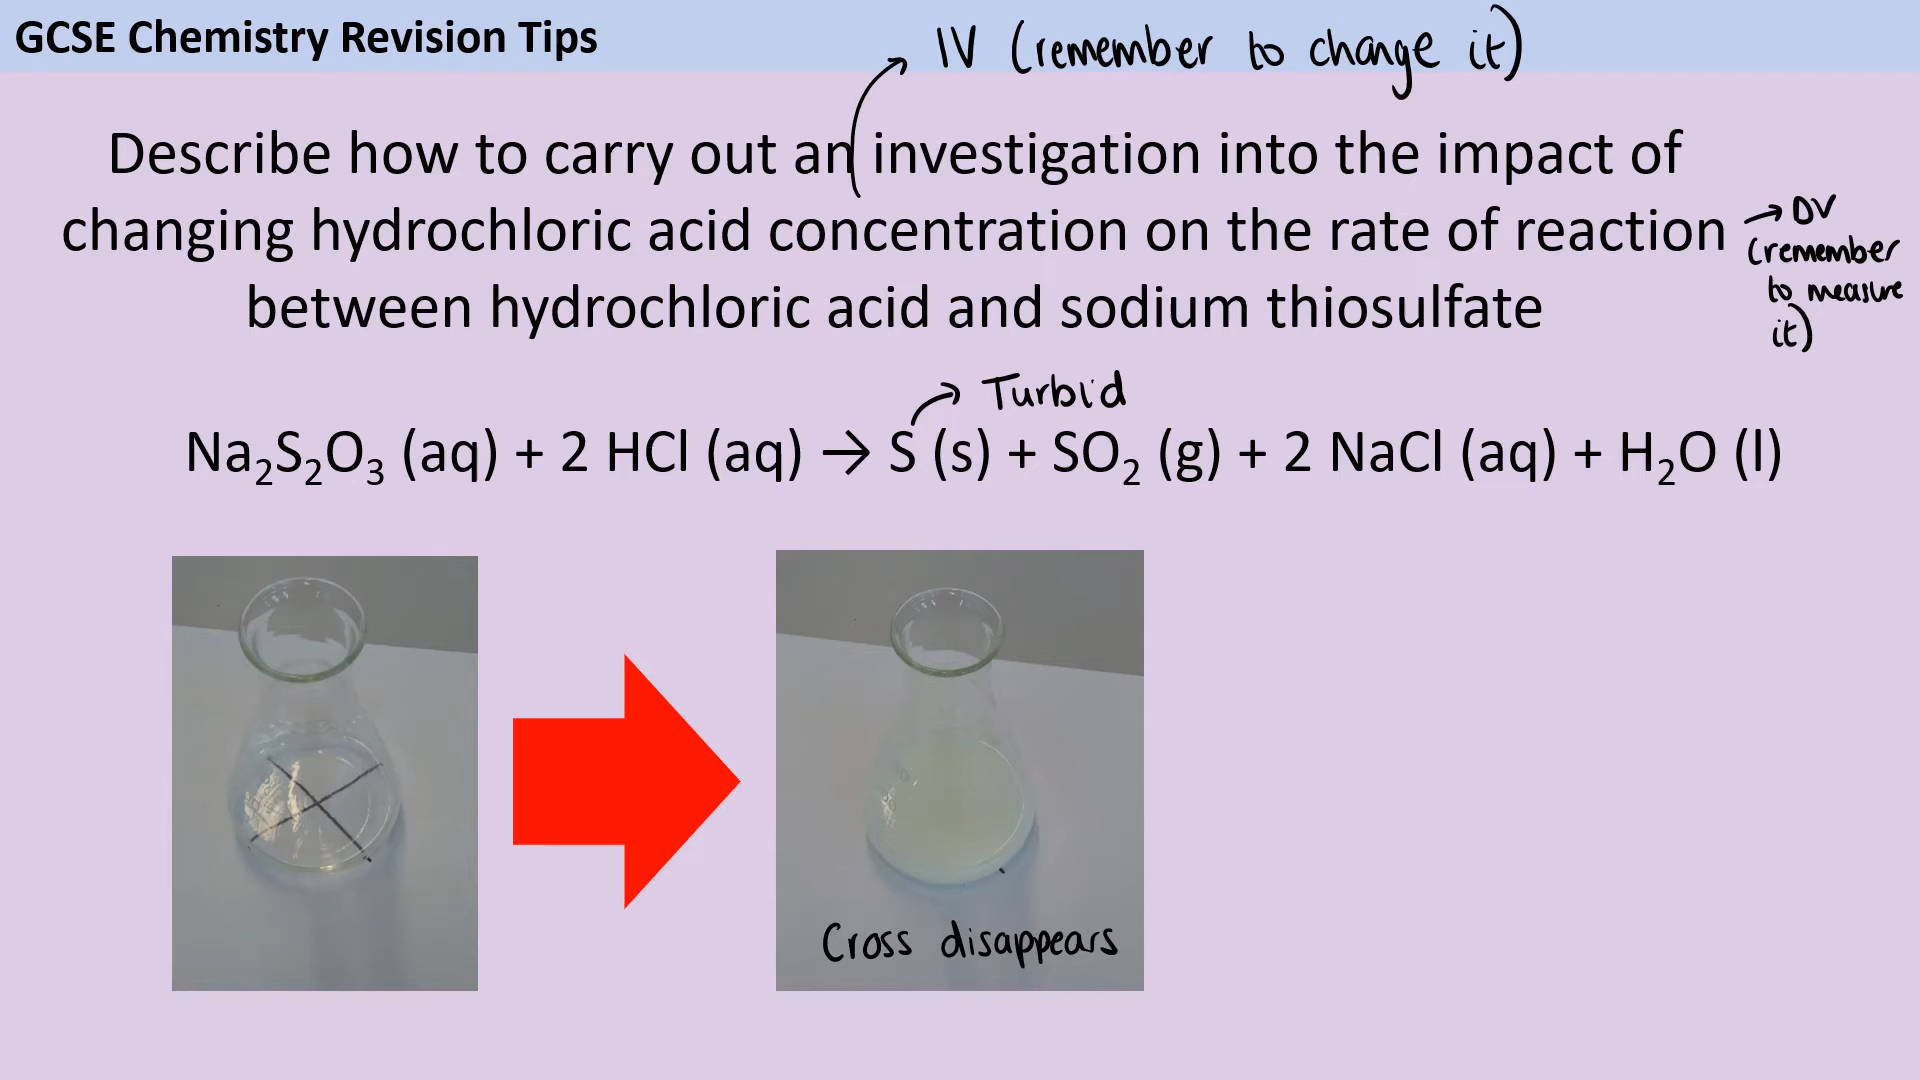 GCSE Chemistry Revision Tips
IV (remember to change it)
Describe how to carry out an investigation into the impact of
changing hydrochloric acid concentration on the rate of reaction
between hydrochloric acid and sodium thiosulfate
DV
(remember
to measure
it)
Turbid
Na₂S₂O₃ (aq) + 2 HCl (aq) → S (s) + SO₂ (g) + 2 NaCl (aq) + H₂O (l)
Cross disappears